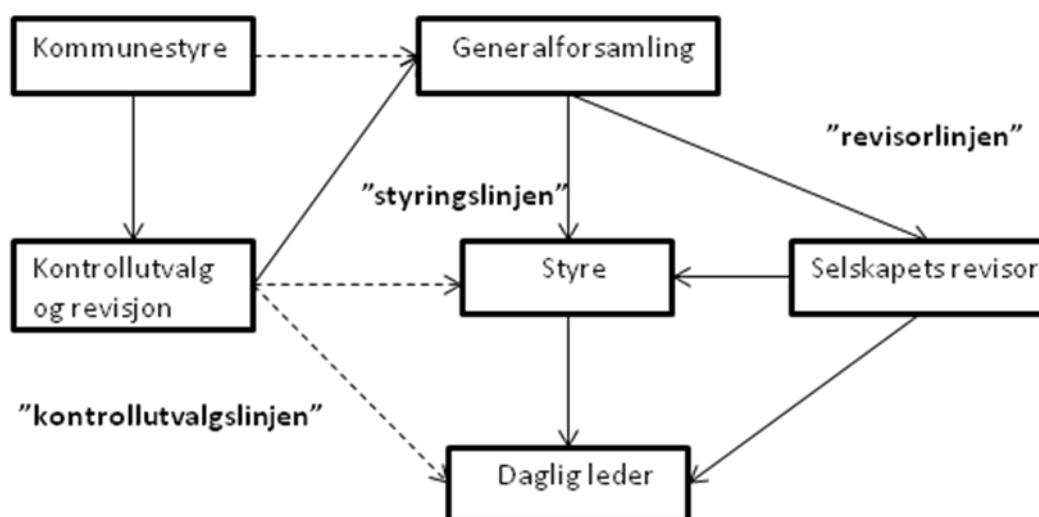 Kommunestyre
Generalforsamling
"revisorlinjen"
"styringslinjen"
Kontrollutvalg
og revisjon
Styre
Selskapets revisor
"kontrollutvalgslinjen"
Daglig leder